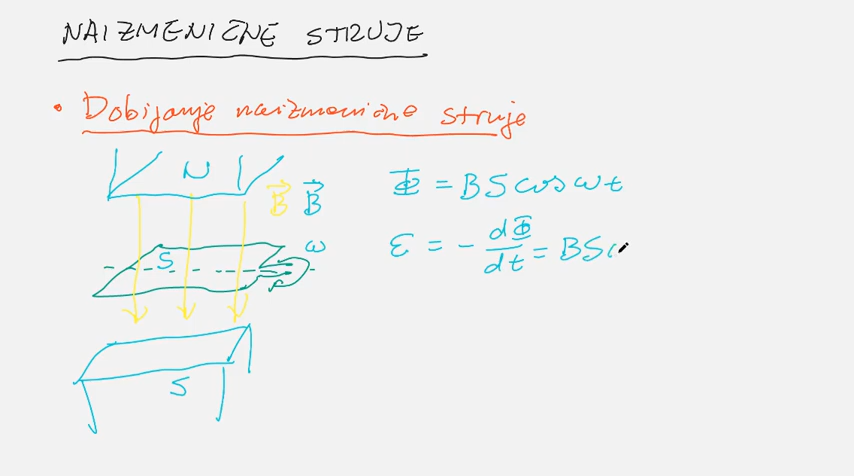 NAIZMENIČNE STRUJE
• Dobijanje naizmenične struje
N
B⃗ B⃗
S
ω
S
Φ = BS cos ωt
ε = - dΦ/dt = BS